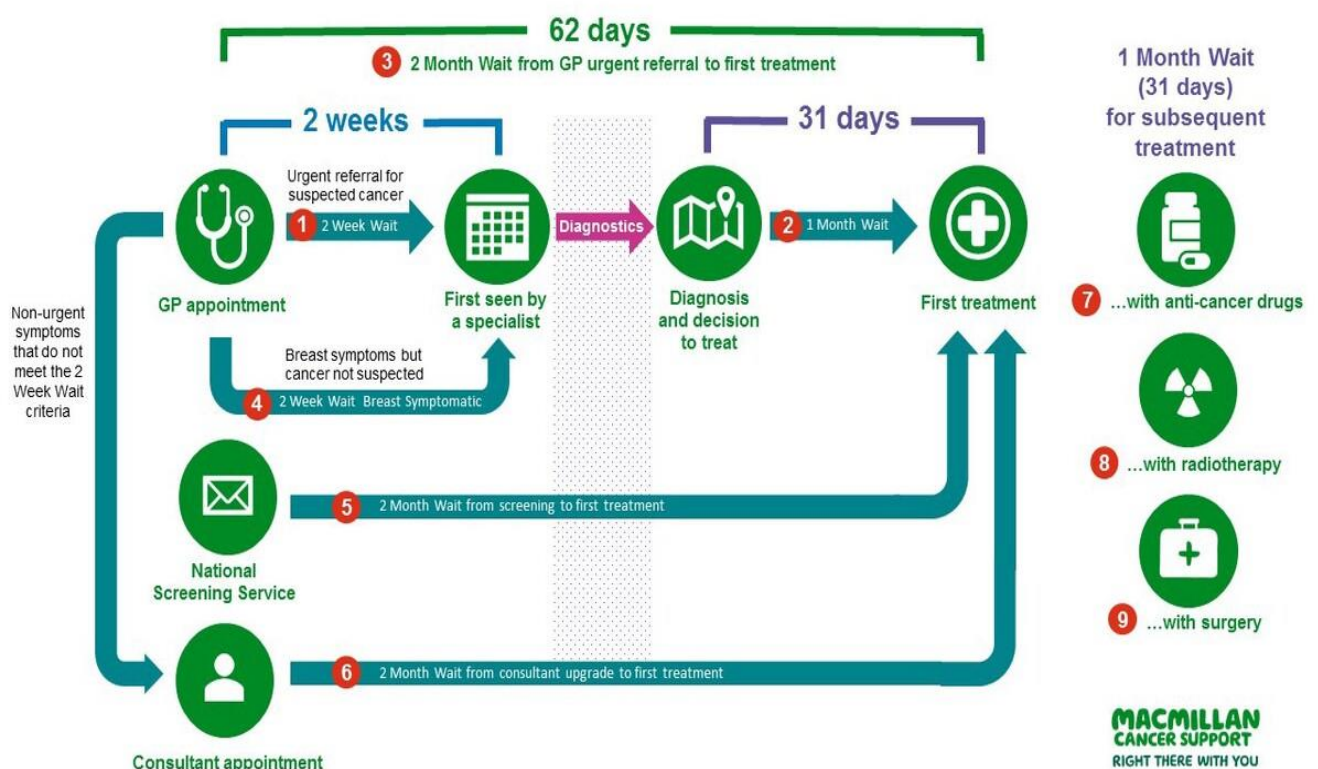 62 days
3 2 Month Wait from GP urgent referral to first treatment
2 weeks
31 days
Urgent referral for
suspected cancer
1 2 Week Wait
Diagnostics
2 1 Month Wait
GP appointment
First seen by
a specialist
Diagnosis
and decision
to treat
First treatment
Non-urgent
symptoms
that do not
meet the 2
Week Wait
criteria
Breast symptoms but
cancer not suspected
4 2 Week Wait Breast Symptomatic
5 2 Month Wait from screening to first treatment
National
Screening Service
6 2 Month Wait from consultant upgrade to first treatment
Consultant appointment
1 Month Wait
(31 days)
for subsequent
treatment
7 ...with anti-cancer drugs
8 ...with radiotherapy
9 ...with surgery
MACMILLAN
CANCER SUPPORT
RIGHT THERE WITH YOU